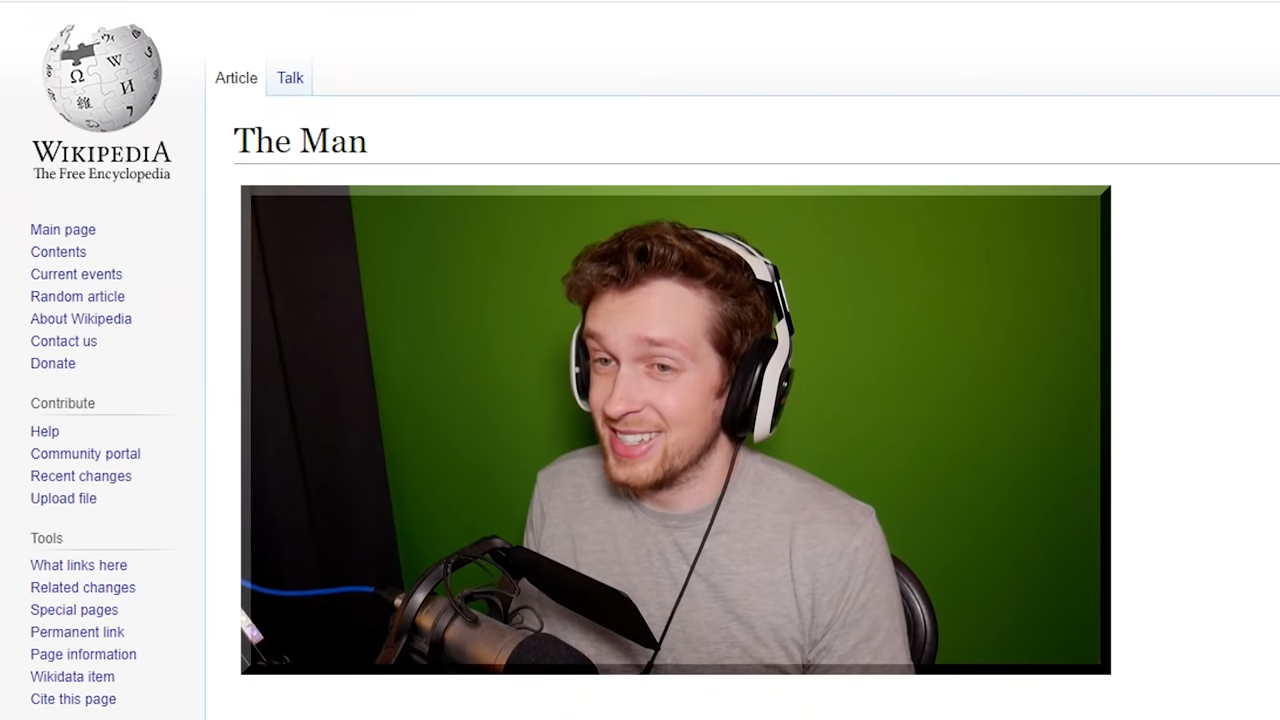 WIKIPEDIA
The Free Encyclopedia
Main page
Contents
Current events
Random article
About Wikipedia
Contact us
Donate
Contribute
Help
Community portal
Recent changes
Upload file
Tools
What links here
Related changes
Special pages
Permanent link
Page information
Wikidata item
Cite this page
Article Talk
The Man